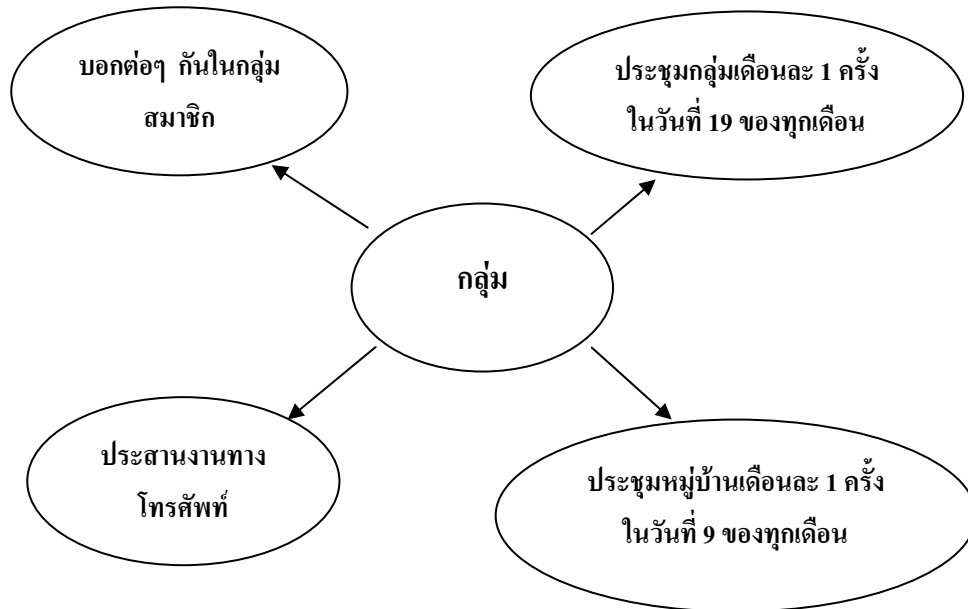 บอกต่อๆ กันในกลุ่ม
สมาชิก
ประชุมกลุ่มเดือนละ 1 ครั้ง
ในวันที่ 19 ของทุกเดือน
กลุ่ม
ประสานงานทาง
โทรศัพท์
ประชุมหมู่บ้านเดือนละ 1 ครั้ง
ในวันที่ 9 ของทุกเดือน